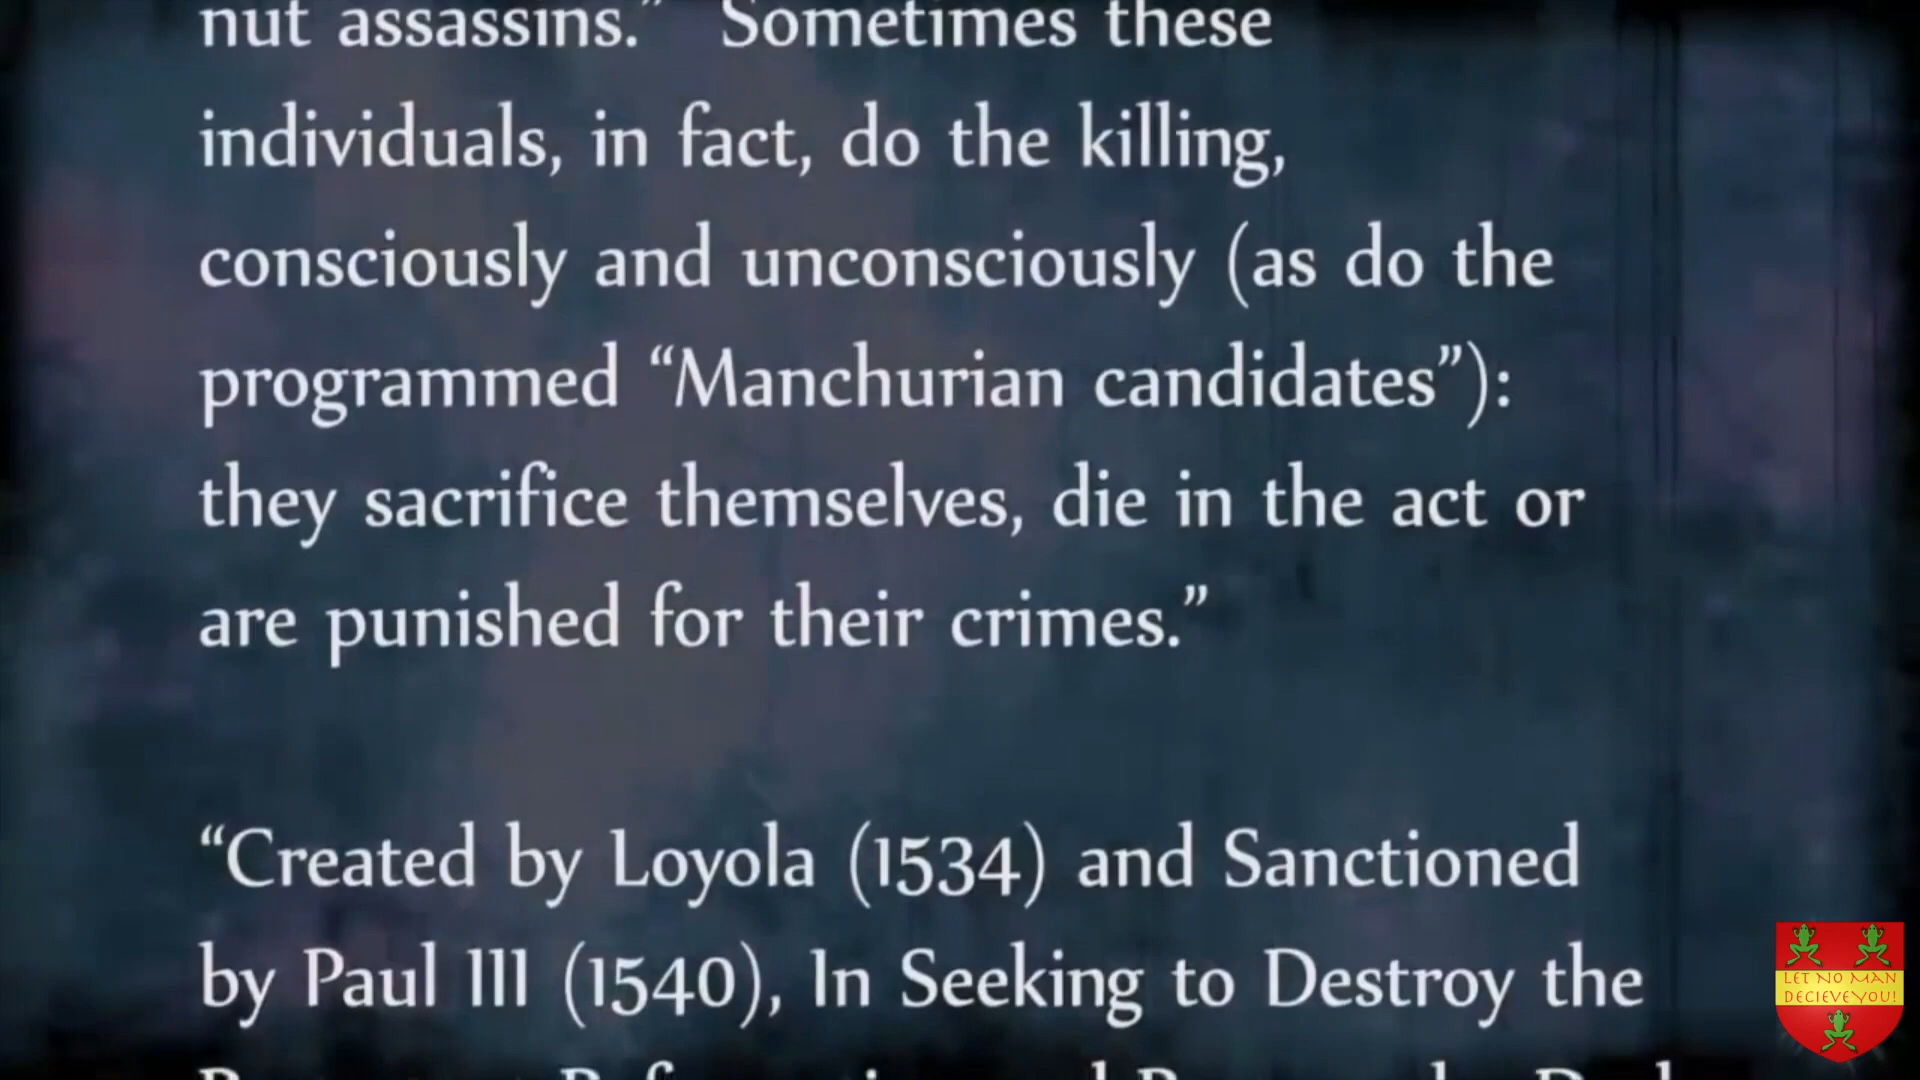 nut assassins.” Sometimes these
individuals, in fact, do the killing,
consciously and unconsciously (as do the
programmed “Manchurian candidates”):
they sacrifice themselves, die in the act or
are punished for their crimes.”
“Created by Loyola (1534) and Sanctioned
by Paul III (1540), In Seeking to Destroy the
LET NO MAN
DECIEVE YOU!